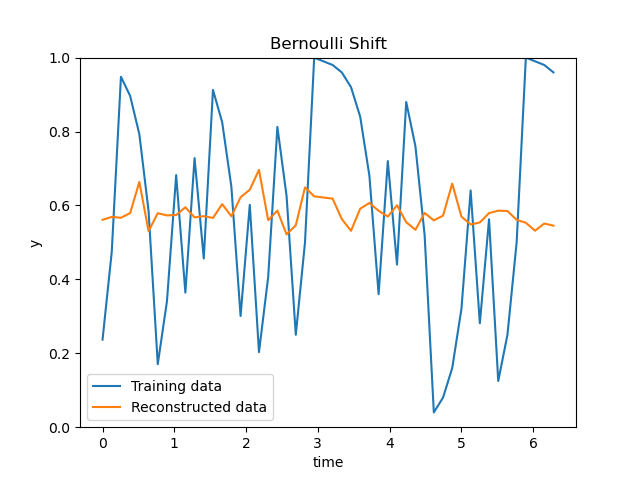 Bernoulli Shift
1.0
0.8
0.6
0.4
0.2
0.0
y
0 1 2 3 4 5 6
time
Training data
Reconstructed data